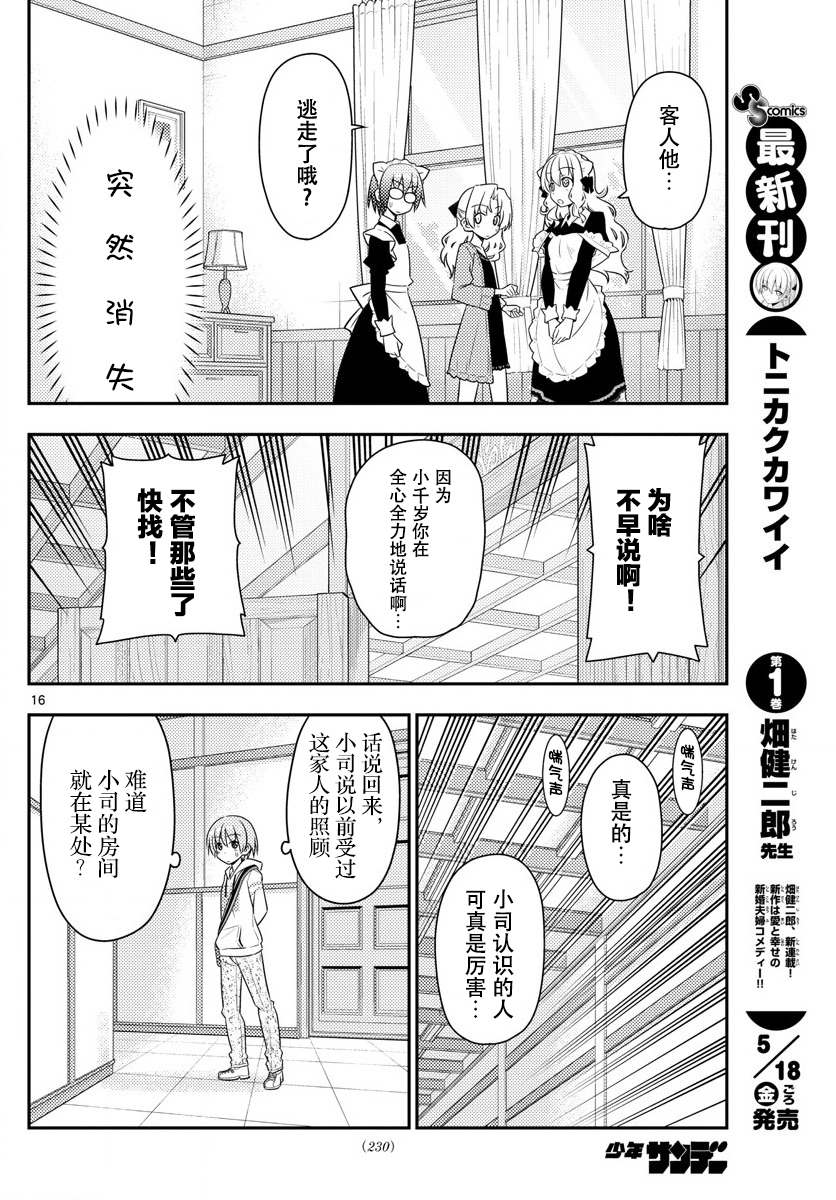 客人他…
逃走了哦?
突然消失
为啥
不早说啊!
因为
小千岁你在
全心全力地说话啊…
不管那些了
快找!
16
喘气声
真是的…
喘气声
小司认识的人
可真是厉害…
话说回来,
小司说以前受过
这家人的照顾
难道
小司的房间
就在某处?
(230)
SScomics
最新刊
トニカクカワイイ
第1巻
畑健二郎先生
はた けん じ ろう
畑健二郎、新連載!
新作は愛と幸せの
新婚夫婦コメディー!!
5/18(金)ごろ
発売
少年サンデー